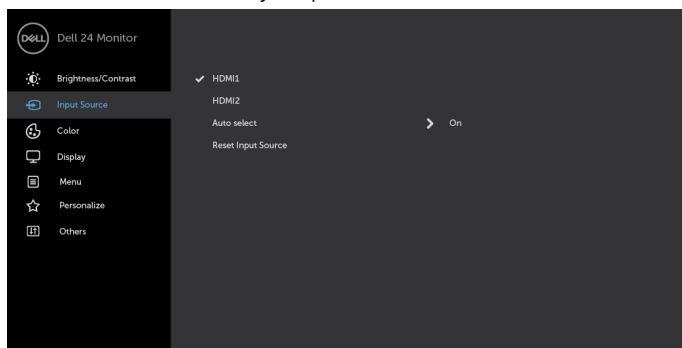 DELL
Dell 24 Monitor
Brightness/Contrast
Input Source
Color
Display
Menu
Personalize
Others
HDMI1
HDMI2
Auto select On
Reset Input Source